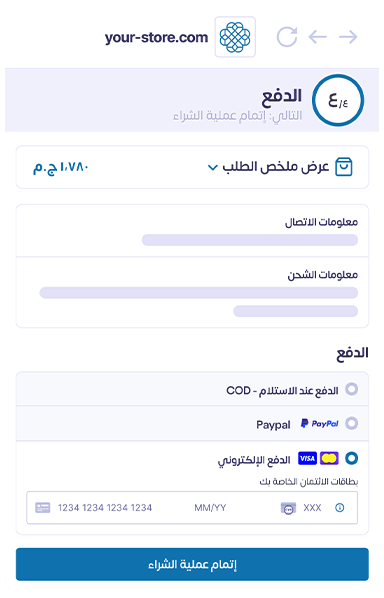 your-store.com
٤/٤
الدفع
التالي: إتمام عملية الشراء
عرض ملخص الطلب
١،٧٨٠ ج.م
معلومات الاتصال
معلومات الشحن
الدفع
الدفع عند الاستلام - COD
PayPal Paypal
VISA الدفع الإلكتروني
بطاقات الائتمان الخاصة بك
1234 1234 1234 1234 MM/YY XXX
إتمام عملية الشراء